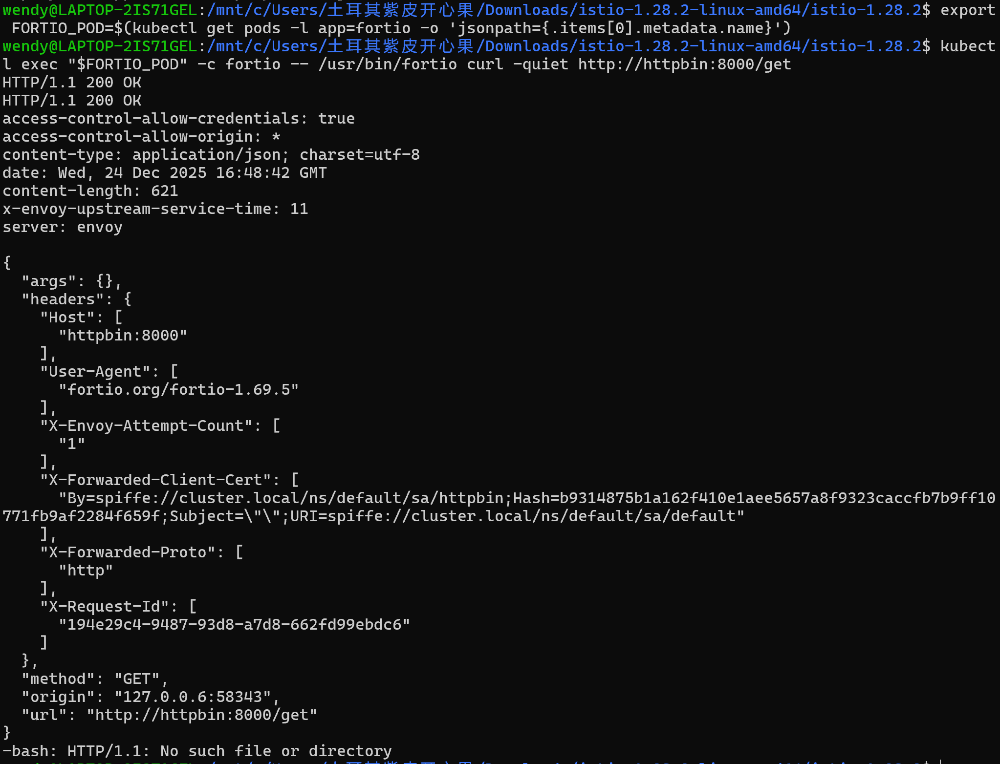 wendy@LAPTOP-2IS71GEL:/mnt/c/Users/土耳其紫皮开心果/Downloads/istio-1.28.2-linux-amd64/istio-1.28.2$ export
 FORTIO_POD=$(kubectl get pods -l app=fortio -o 'jsonpath={.items[0].metadata.name}')
wendy@LAPTOP-2IS71GEL:/mnt/c/Users/土耳其紫皮开心果/Downloads/istio-1.28.2-linux-amd64/istio-1.28.2$ kubect
l exec "$FORTIO_POD" -c fortio -- /usr/bin/fortio curl -quiet http://httpbin:8000/get
HTTP/1.1 200 OK
HTTP/1.1 200 OK
access-control-allow-credentials: true
access-control-allow-origin: *
content-type: application/json; charset=utf-8
date: Wed, 24 Dec 2025 16:48:42 GMT
content-length: 621
x-envoy-upstream-service-time: 11
server: envoy

{
  "args": {},
  "headers": {
    "Host": [
      "httpbin:8000"
    ],
    "User-Agent": [
      "fortio.org/fortio-1.69.5"
    ],
    "X-Envoy-Attempt-Count": [
      "1"
    ],
    "X-Forwarded-Client-Cert": [
      "By=spiffe://cluster.local/ns/default/sa/httpbin;Hash=b9314875b1a162f410e1aee5657a8f9323caccfb7b9ff10
771fb9af2284f659f;Subject=\"\";URI=spiffe://cluster.local/ns/default/sa/default"
    ],
    "X-Forwarded-Proto": [
      "http"
    ],
    "X-Request-Id": [
      "194e29c4-9487-93d8-a7d8-662fd99ebdc6"
    ]
  },
  "method": "GET",
  "origin": "127.0.0.6:58343",
  "url": "http://httpbin:8000/get"
}
-bash: HTTP/1.1: No such file or directory